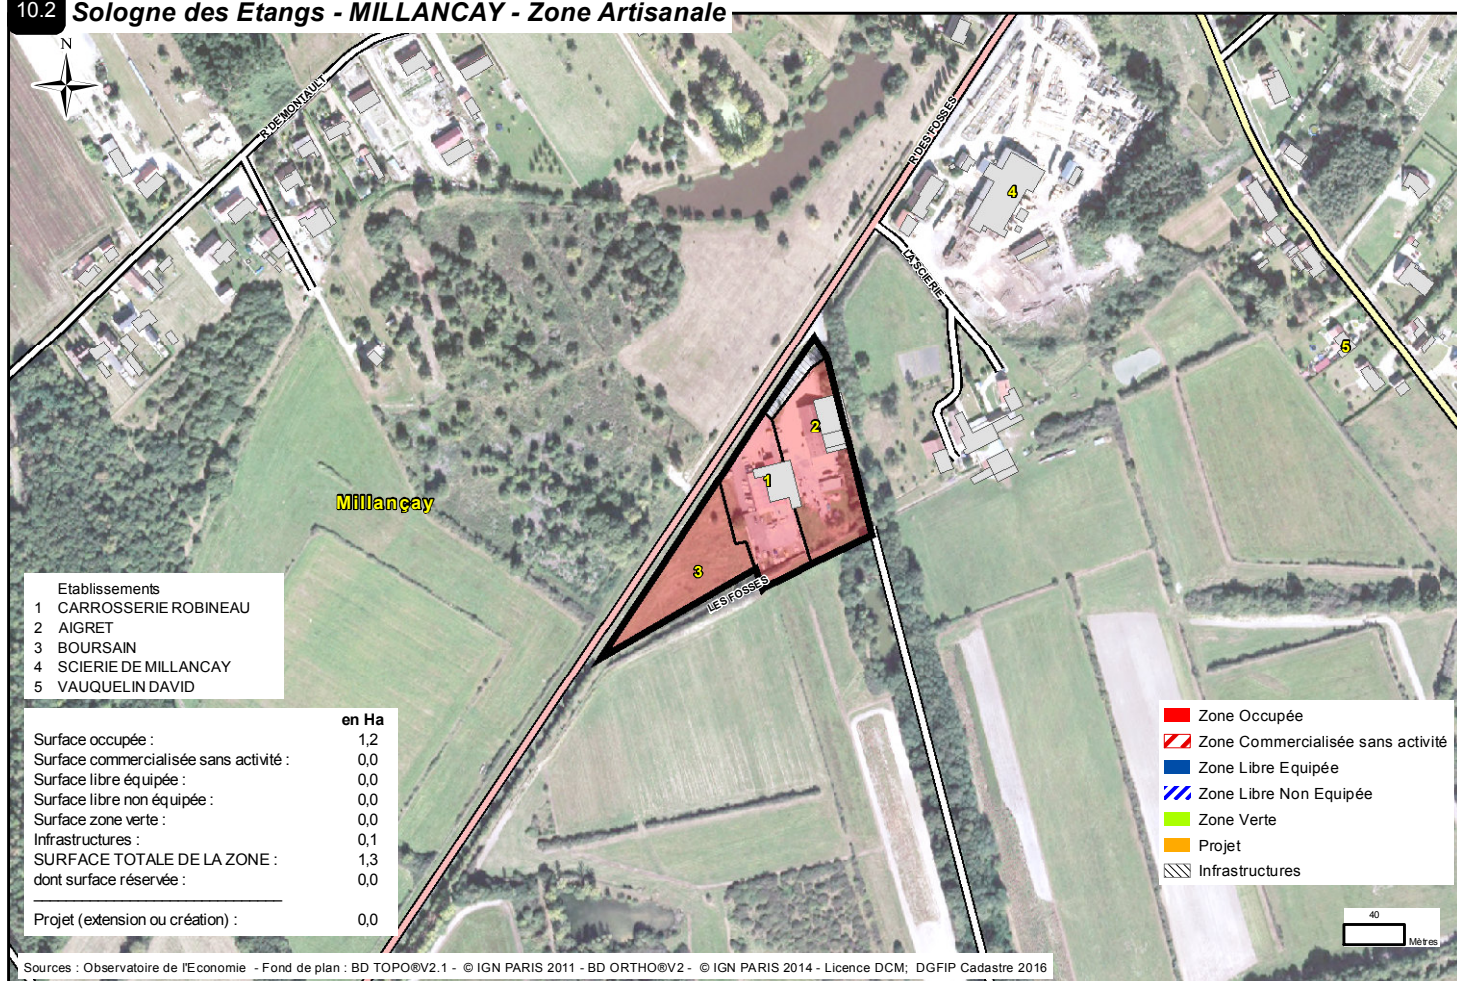 10.2 Sologne des Etangs - MILLANCAY - Zone Artisanale
N
R DE MONTAULT
R DES FOSSES
4
LA SCIERIE
5
2
1
Millançay
3
LES FOSSES
Etablissements
1 CARROSSERIE ROBINEAU
2 AIGRET
3 BOURSAIN
4 SCIERIE DE MILLANCAY
5 VAUQUELIN DAVID
en Ha
Surface occupée : 1,2
Surface commercialisée sans activité : 0,0
Surface libre équipée : 0,0
Surface libre non équipée : 0,0
Surface zone verte : 0,0
Infrastructures : 0,1
SURFACE TOTALE DE LA ZONE : 1,3
dont surface réservée : 0,0
Projet (extension ou création) : 0,0
Zone Occupée
Zone Commercialisée sans activité
Zone Libre Equipée
Zone Libre Non Equipée
Zone Verte
Projet
Infrastructures
40
Mètres
Sources : Observatoire de l'Economie - Fond de plan : BD TOPO®V2.1 - © IGN PARIS 2011 - BD ORTHO®V2 - © IGN PARIS 2014 - Licence DCM; DGFIP Cadastre 2016